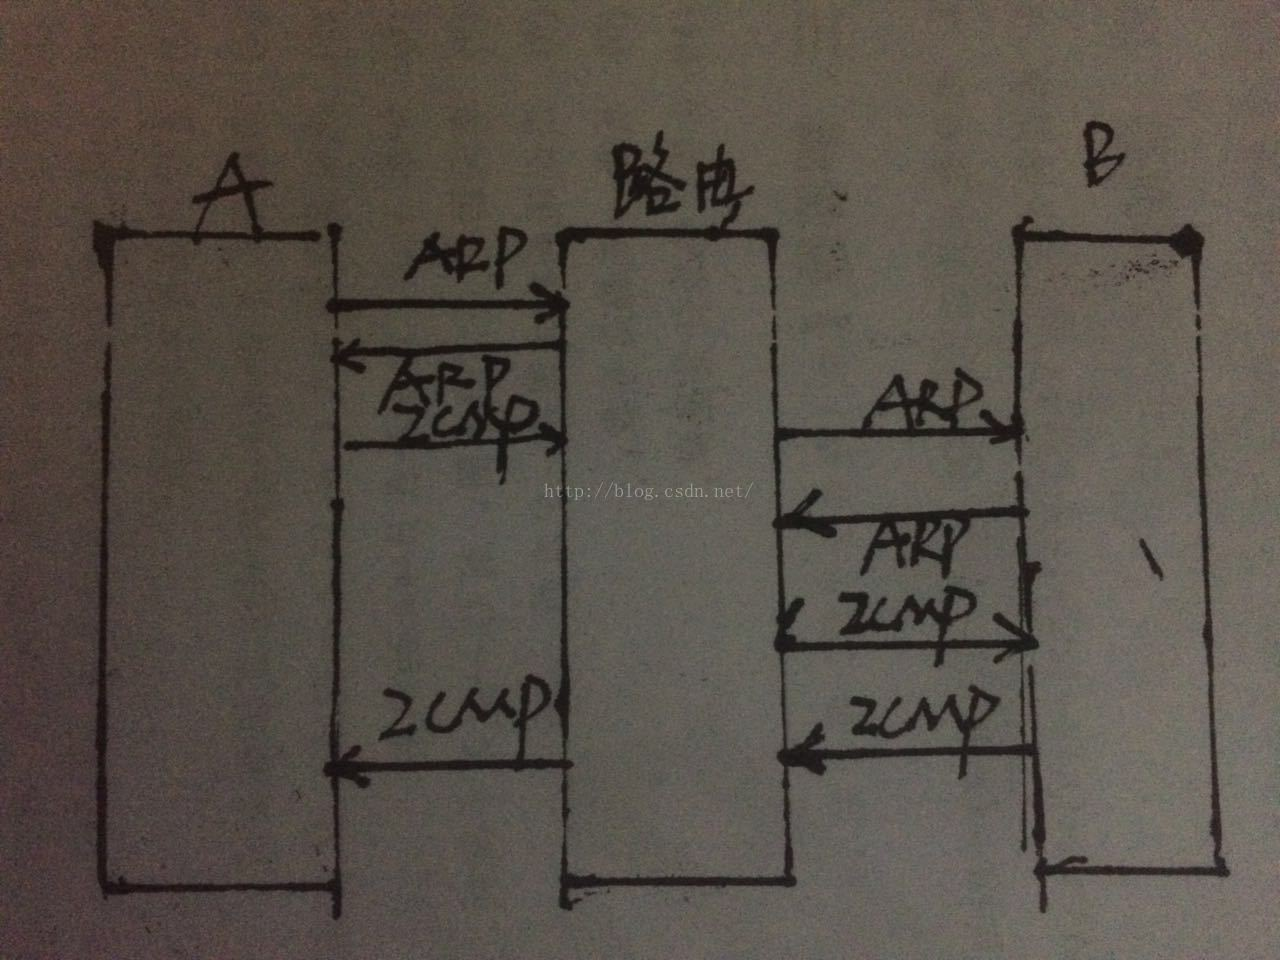 A
路由
B
ARP
ARP
ICMP
ARP
http://blog.csdn.net/
ARP
ICMP
ICMP
ICMP